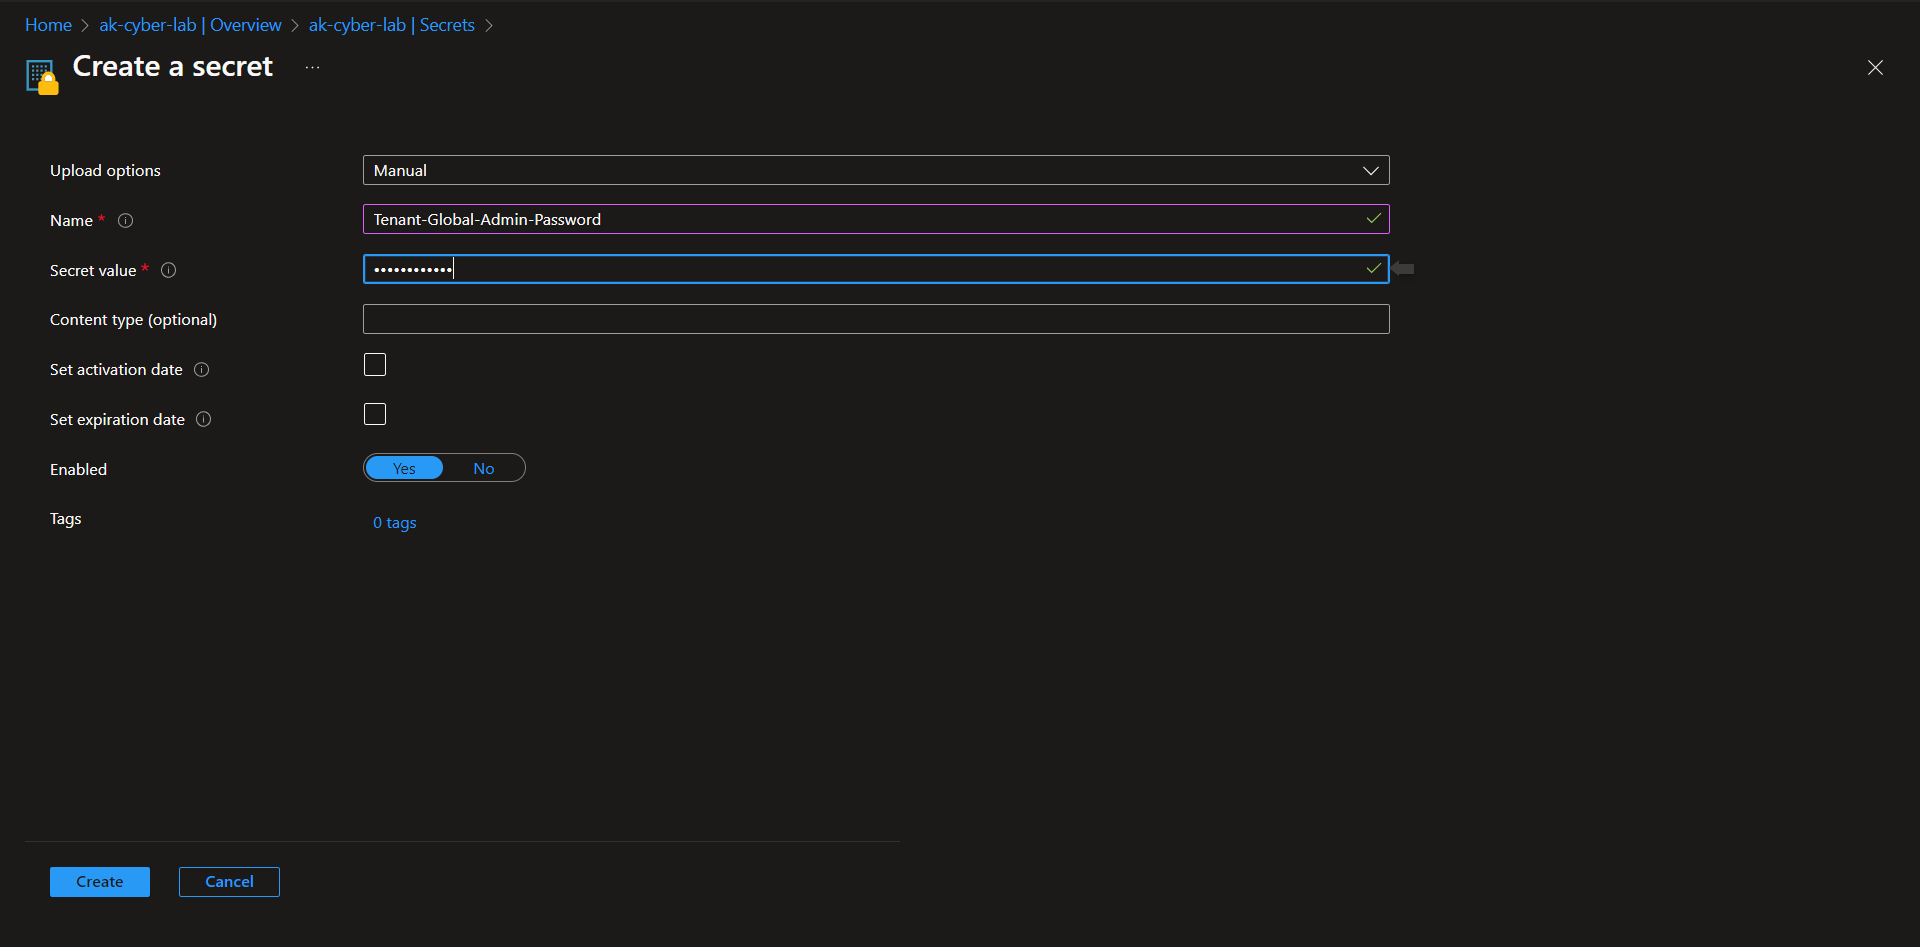 Home > ak-cyber-lab | Overview > ak-cyber-lab | Secrets >
Create a secret ...
Upload options
Manual
Name *
Tenant-Global-Admin-Password
Secret value *
••••••••••••
Content type (optional)
Set activation date
Set expiration date
Enabled
Yes No
Tags
0 tags
Create Cancel